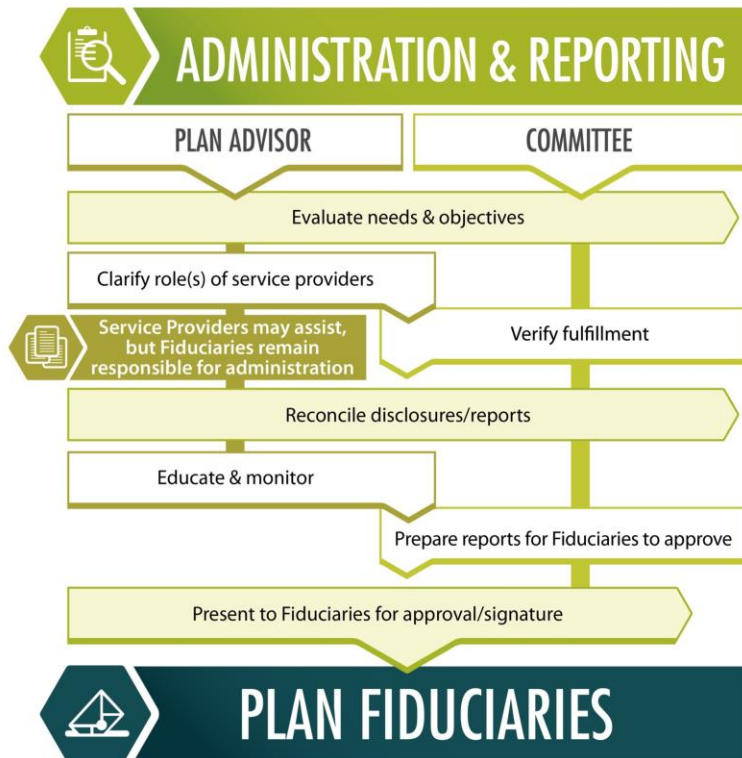 ADMINISTRATION & REPORTING
PLAN ADVISOR
COMMITTEE
Evaluate needs & objectives
Clarify role(s) of service providers
Service Providers may assist,
but Fiduciaries remain
responsible for administration
Verify fulfillment
Reconcile disclosures/reports
Educate & monitor
Prepare reports for Fiduciaries to approve
Present to Fiduciaries for approval/signature
PLAN FIDUCIARIES